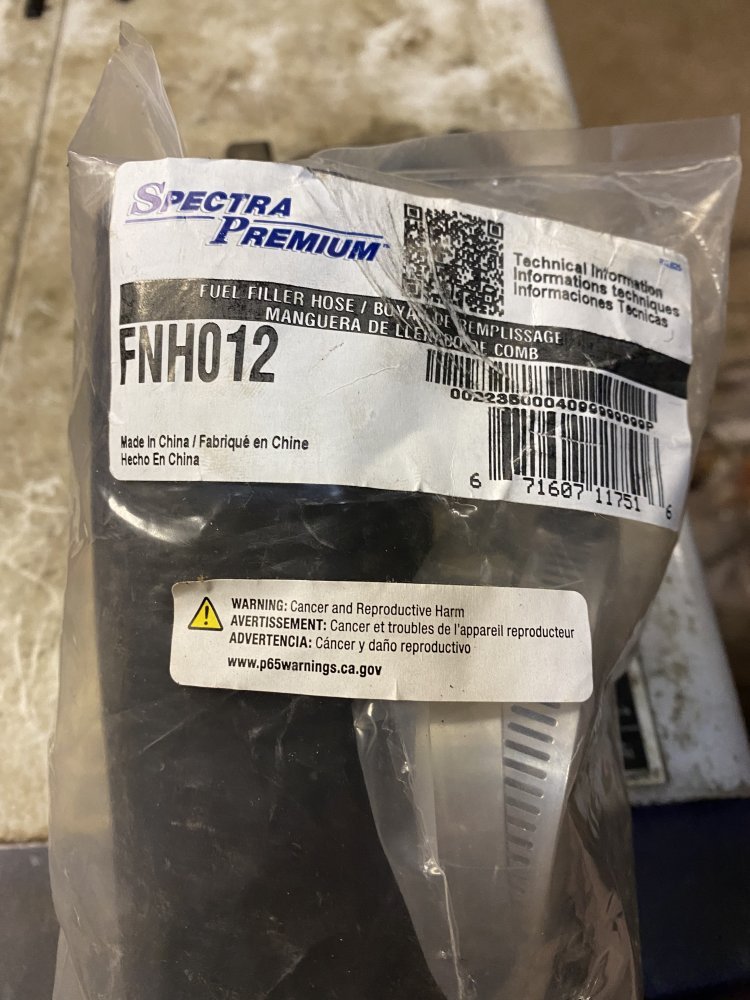 SPECTRA
PREMIUM
Technical Information
Informations techniques
Informaciones Técnicas
FUEL FILLER HOSE / BOYAU DE REMPLISSAGE
MANGUERA DE LLENADO DE COMB
FNH012
Made In China / Fabriqué en Chine
Hecho En China
6 71607 11751 6
WARNING: Cancer and Reproductive Harm
AVERTISSEMENT: Cancer et troubles de l'appareil reproducteur
ADVERTENCIA: Cáncer y daño reproductivo
www.p65warnings.ca.gov